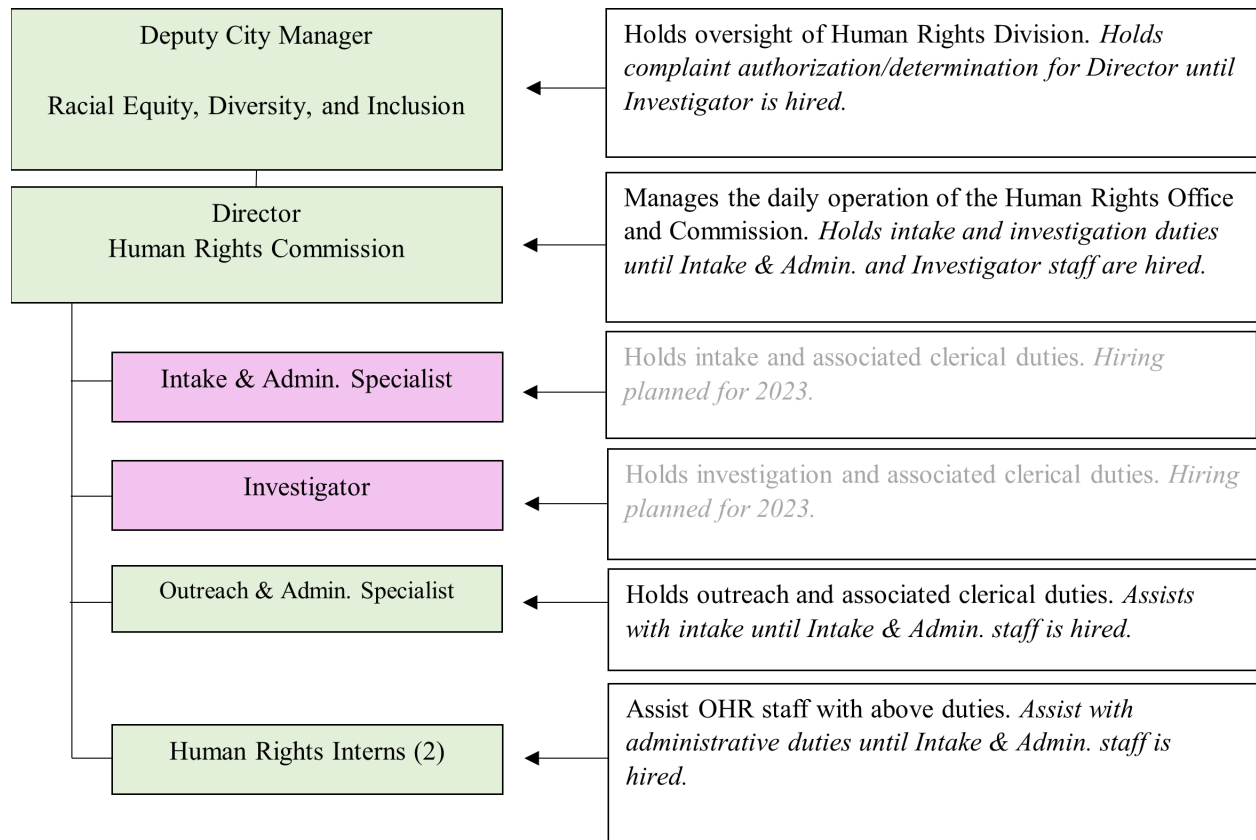 Deputy City Manager
Racial Equity, Diversity, and Inclusion
Holds oversight of Human Rights Division. Holds
complaint authorization/determination for Director until
Investigator is hired.
Director
Human Rights Commission
Manages the daily operation of the Human Rights Office
and Commission. Holds intake and investigation duties
until Intake & Admin. and Investigator staff are hired.
Intake & Admin. Specialist
Holds intake and associated clerical duties. Hiring
planned for 2023.
Investigator
Holds investigation and associated clerical duties. Hiring
planned for 2023.
Outreach & Admin. Specialist
Holds outreach and associated clerical duties. Assists
with intake until Intake & Admin. staff is hired.
Human Rights Interns (2)
Assist OHR staff with above duties. Assist with
administrative duties until Intake & Admin. staff is
hired.